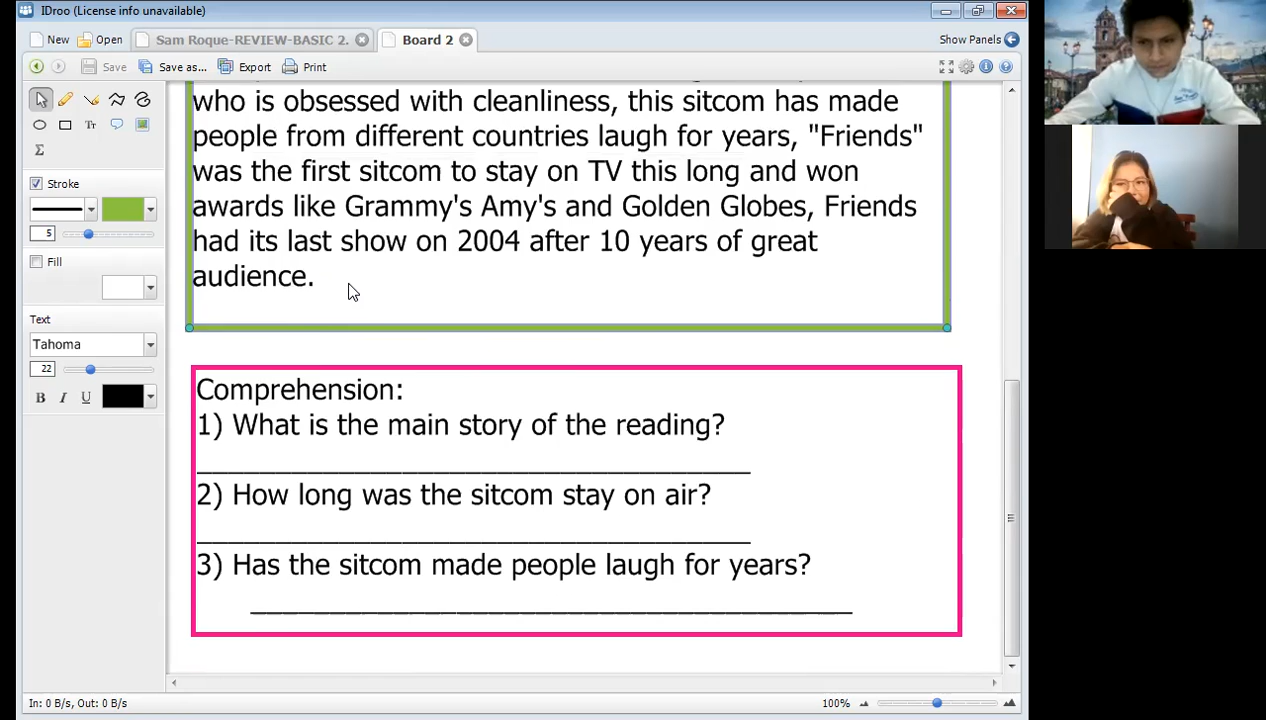 IDroo (License info unavailable)
New Open Sam Roque-REVIEW-BASIC 2. Board 2 Show Panels
Save Save as... Export Print
who is obsessed with cleanliness, this sitcom has made
people from different countries laugh for years, "Friends"
was the first sitcom to stay on TV this long and won
awards like Grammy's Amy's and Golden Globes, Friends
had its last show on 2004 after 10 years of great
audience.
Tr
Σ
Stroke
5
Fill
Text
Tahoma
22
B I U
Comprehension:
1) What is the main story of the reading?
2) How long was the sitcom stay on air?
3) Has the sitcom made people laugh for years?
In: 0 B/s, Out: 0 B/s 100%